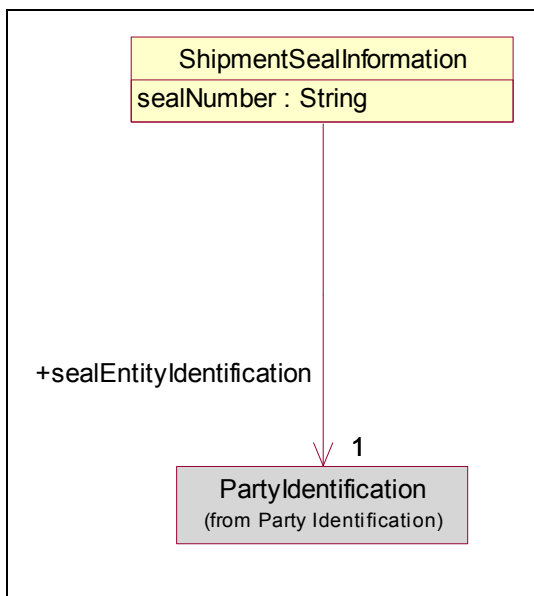 ShipmentSealInformation
sealNumber : String
+sealEntityIdentification
1
PartyIdentification
(from Party Identification)